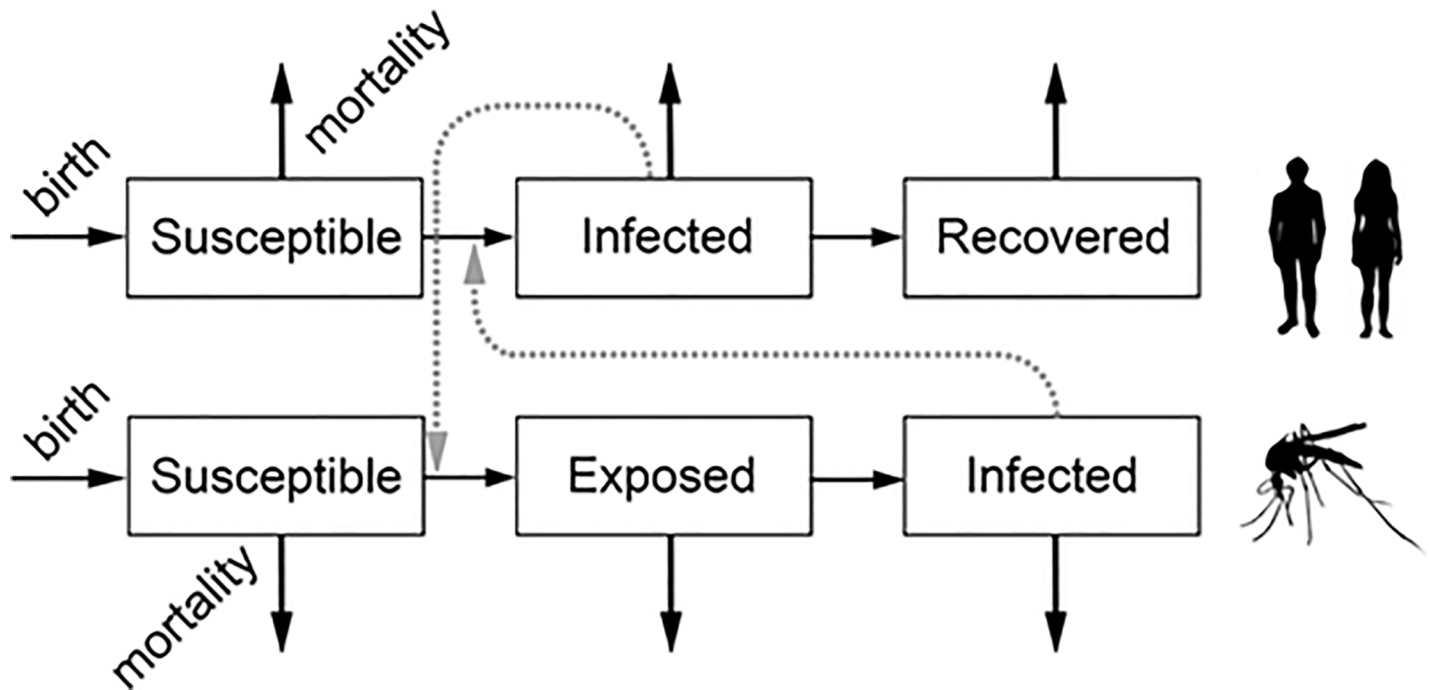 mortality
birth
Susceptible
Infected
Recovered
birth
Susceptible
Exposed
Infected
mortality